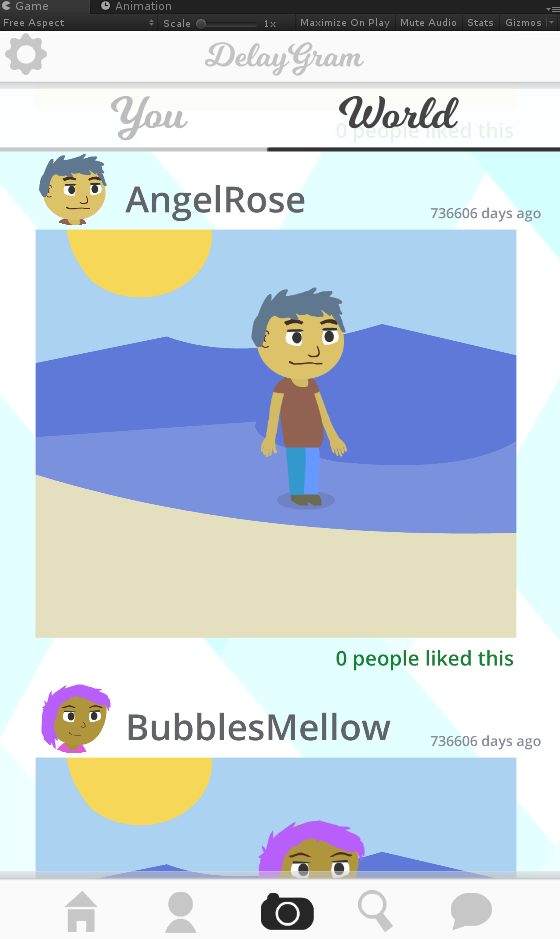 Game Animation
Free Aspect Scale 1x Maximize On Play Mute Audio Stats Gizmos
DelayGram
You World
0 people liked this
AngelRose
736606 days ago
0 people liked this
BubblesMellow
736606 days ago